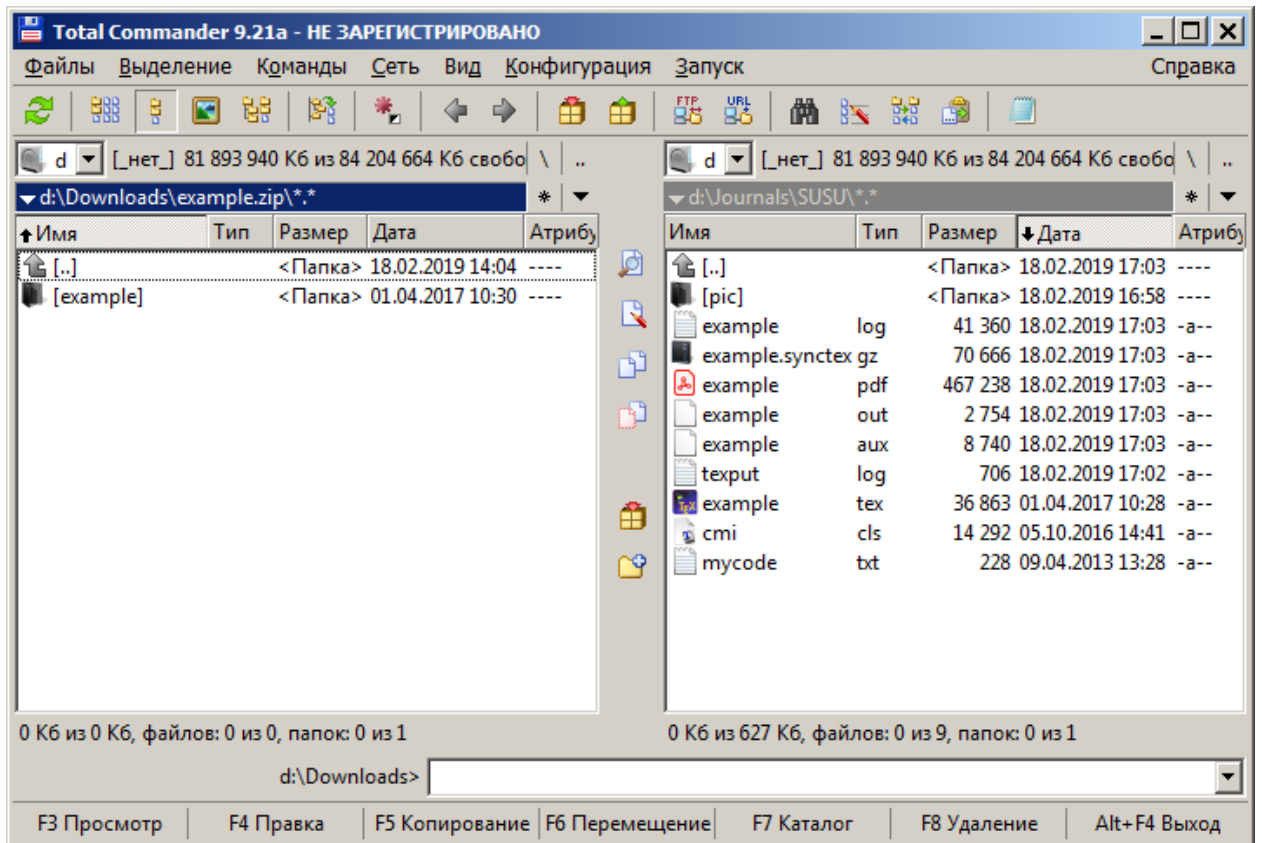 Total Commander 9.21a - НЕ ЗАРЕГИСТРИРОВАНО
Файлы Выделение Команды Сеть Вид Конфигурация Запуск Справка
FTP URL
d [_нет_] 81 893 940 Кб из 84 204 664 Кб свобо \ ..
d [_нет_] 81 893 940 Кб из 84 204 664 Кб свобо \ ..
d:\Downloads\example.zip\*.* *
d:\Journals\SUSU\*.* *
Имя Тип Размер Дата Атрибу
[..] <Папка> 18.02.2019 14:04 ----
[example] <Папка> 01.04.2017 10:30 ----
Имя Тип Размер Дата Атрибу
[..] <Папка> 18.02.2019 17:03 ----
[pic] <Папка> 18.02.2019 16:58 ----
example log 41 360 18.02.2019 17:03 -a--
example.synctex gz 70 666 18.02.2019 17:03 -a--
example pdf 467 238 18.02.2019 17:03 -a--
example out 2 754 18.02.2019 17:03 -a--
example aux 8 740 18.02.2019 17:03 -a--
texput log 706 18.02.2019 17:02 -a--
example tex 36 863 01.04.2017 10:28 -a--
cmi cls 14 292 05.10.2016 14:41 -a--
mycode txt 228 09.04.2013 13:28 -a--
0 Кб из 0 Кб, файлов: 0 из 0, папок: 0 из 1
0 Кб из 627 Кб, файлов: 0 из 9, папок: 0 из 1
d:\Downloads>
F3 Просмотр F4 Правка F5 Копирование F6 Перемещение F7 Каталог F8 Удаление Alt+F4 Выход